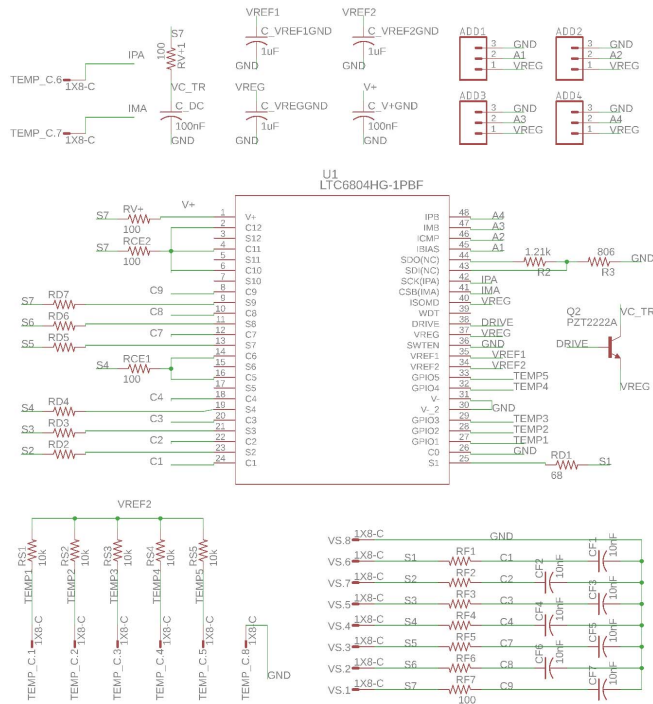 VREF1
VREF2
S7
100
RV+1
C_VREF1GND
1uF
GND
C_VREF2GND
1uF
GND
ADD1
3 GND
2 A1
1 VREG
ADD2
3 GND
2 A2
1 VREG
IPA
TEMP_C.6
1X8-C
VC_TR
C_DC
100nF
GND
VREG
C_VREGGND
1uF
GND
V+
C_V+GND
100nF
GND
IMA
TEMP_C.7
1X8-C
ADD3
3 GND
2 A3
1 VREG
ADD4
3 GND
2 A4
1 VREG
U1
LTC6804HG-1PBF
S7 RV+ V+ 1 V+
100
2 C12
S7 RCE2 3 S12
100
4 C11
5 S11
6 C10
7 S10
C9 8 C9
S7 RD7 9 S9
C8 10 C8
S6 RD6 11 S8
C7 12 C7
S5 RD5 13 S7
14 C6
S4 RCE1 15 S6
100
16 C5
17 S5
C4 18 C4
S4 RD4 19 S4
C3 20 C3
S3 RD3 21 S3
C2 22 C2
S2 RD2 23 S2
C1 24 C1
IPB 48 A4
IMB 47 A3
ICMP 46 A2
IBIAS 45 A1
SDO(NC) 44 1.21k 806 GND
SDI(NC) 43 R2 R3
SCK(IPA) 42 IPA
CSB(IMA) 41 IMA
ISOMD 40 VREG
WDT 39
DRIVE 38 DRIVE
VREG 37 VREG
SWTEN 36 GND
VREF1 35 VREF1
VREF2 34 VREF2
GPIO5 33 TEMP5
GPIO4 32 TEMP4
V- 31
V-_2 30 GND
GPIO3 29 TEMP3
GPIO2 28 TEMP2
GPIO1 27 TEMP1
C0 26 GND
S1 25 RD1 S1
68
Q2
PZT2222A
VC_TR
DRIVE
VREG
VREF2
RS1
10k
RS2
10k
RS3
10k
RS4
10k
RS5
10k
TEMP1
TEMP2
TEMP3
TEMP4
TEMP5
TEMP_C.1 1X8-C
TEMP_C.2 1X8-C
TEMP_C.3 1X8-C
TEMP_C.4 1X8-C
TEMP_C.5 1X8-C
TEMP_C.8 1X8-C
GND
VS.8 1X8-C GND
VS.6 1X8-C S1 RF1 C1 CF1 10nF
VS.7 1X8-C S2 RF2 C2 CF2 10nF
VS.5 1X8-C S3 RF3 C3 CF3 10nF
VS.4 1X8-C S4 RF4 C4 CF4 10nF
VS.3 1X8-C S5 RF5 C7 CF5 10nF
VS.2 1X8-C S6 RF6 C8 CF6 10nF
VS.1 1X8-C S7 RF7 C9 CF7 10nF
100